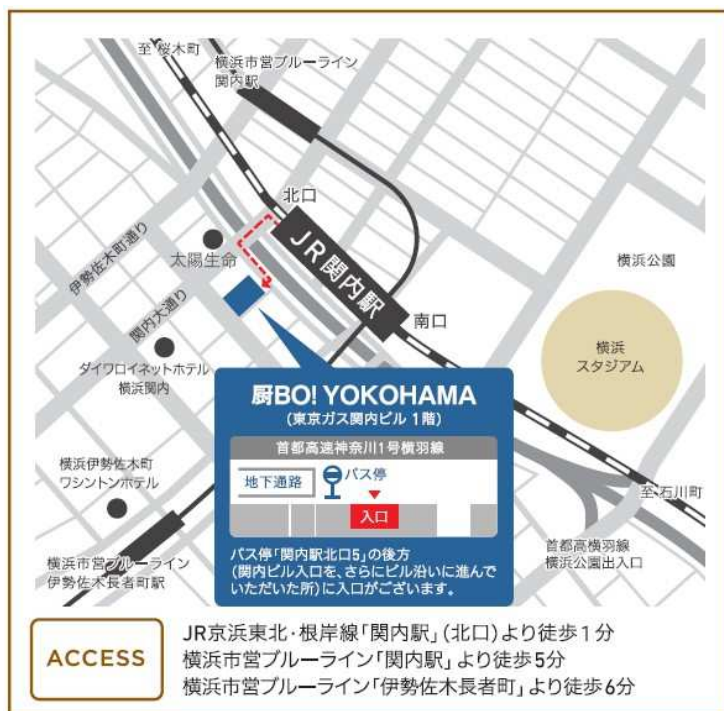 至 桜木町
横浜市営ブルーライン
関内駅
北口
JR関内駅
太陽生命
伊勢佐木町通り
関内大通り
横浜公園
南口
横浜
スタジアム
ダイワロイネットホテル
横浜関内
厨BO! YOKOHAMA
(東京ガス関内ビル 1階)
首都高速神奈川1号横羽線
地下通路
バス停
入口
バス停「関内駅北口5」の後方
(関内ビル入口を、さらにビル沿いに進んで
いただいた所)に入口がございます。
横浜伊勢佐木町
ワシントンホテル
至 石川町
横浜市営ブルーライン
伊勢佐木長者町駅
首都高横羽線
横浜公園出入口
ACCESS
JR京浜東北・根岸線「関内駅」(北口)より徒歩1分
横浜市営ブルーライン「関内駅」より徒歩5分
横浜市営ブルーライン「伊勢佐木長者町」より徒歩6分